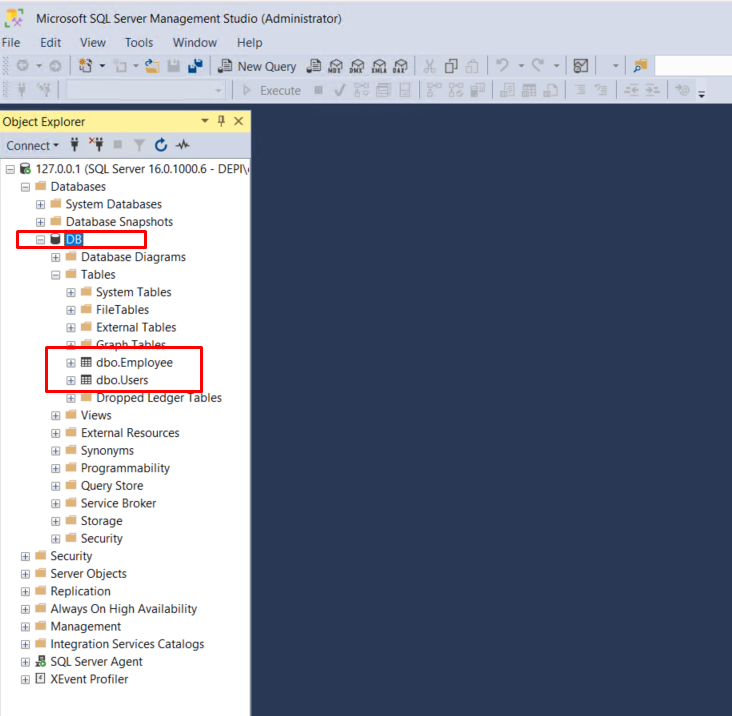 Microsoft SQL Server Management Studio (Administrator)
File Edit View Tools Window Help
New Query MDX DMX XMLA DAX
Execute
Object Explorer
Connect
127.0.0.1 (SQL Server 16.0.1000.6 - DEPI\
Databases
System Databases
Database Snapshots
DB
Database Diagrams
Tables
System Tables
FileTables
External Tables
Graph Tables
dbo.Employee
dbo.Users
Dropped Ledger Tables
Views
External Resources
Synonyms
Programmability
Query Store
Service Broker
Storage
Security
Security
Server Objects
Replication
Always On High Availability
Management
Integration Services Catalogs
SQL Server Agent
XEvent Profiler